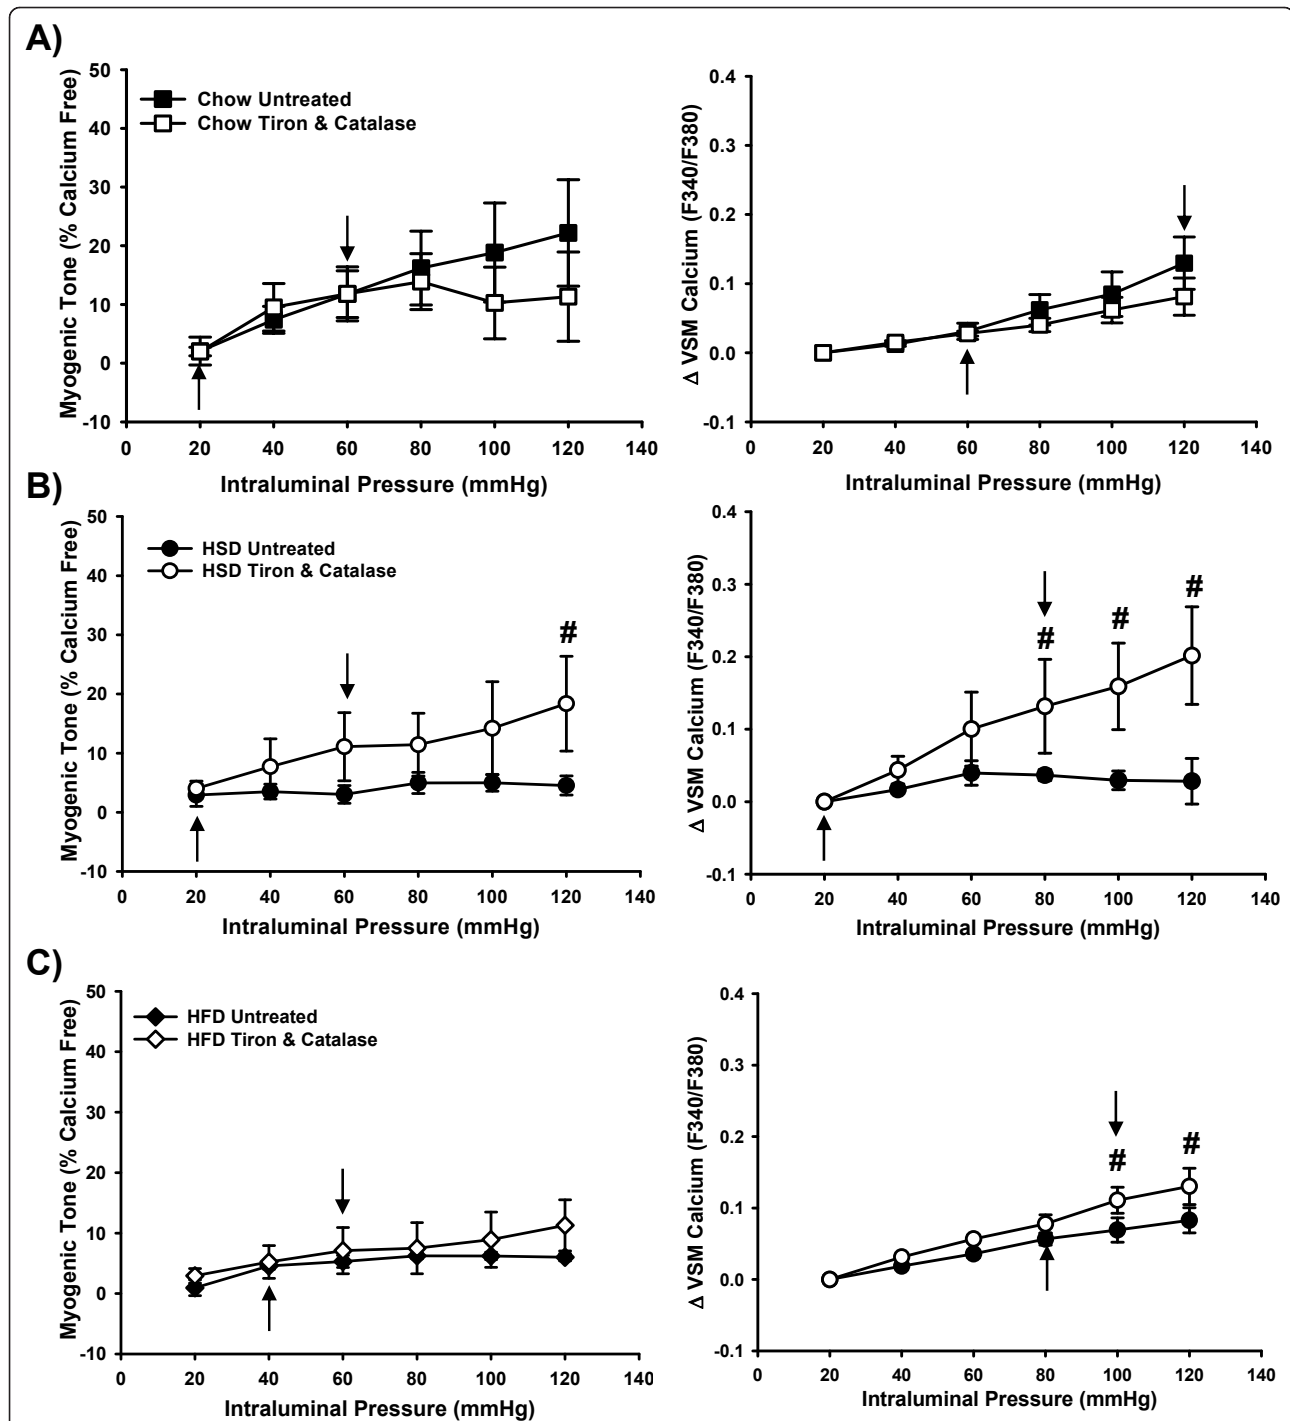 A)
Myogenic Tone (% Calcium Free)
50
40
30
20
10
0
-10
Chow Untreated
Chow Tiron & Catalase
0 20 40 60 80 100 120 140
Intraluminal Pressure (mmHg)
Δ VSM Calcium (F340/F380)
0.4
0.3
0.2
0.1
0.0
-0.1
0 20 40 60 80 100 120 140
Intraluminal Pressure (mmHg)
B)
Myogenic Tone (% Calcium Free)
50
40
30
20
10
0
-10
HSD Untreated
HSD Tiron & Catalase
#
0 20 40 60 80 100 120 140
Intraluminal Pressure (mmHg)
Δ VSM Calcium (F340/F380)
0.4
0.3
0.2
0.1
0.0
-0.1
# # #
0 20 40 60 80 100 120 140
Intraluminal Pressure (mmHg)
C)
Myogenic Tone (% Calcium Free)
50
40
30
20
10
0
-10
HFD Untreated
HFD Tiron & Catalase
0 20 40 60 80 100 120 140
Intraluminal Pressure (mmHg)
Δ VSM Calcium (F340/F380)
0.4
0.3
0.2
0.1
0.0
-0.1
# #
0 20 40 60 80 100 120 140
Intraluminal Pressure (mmHg)